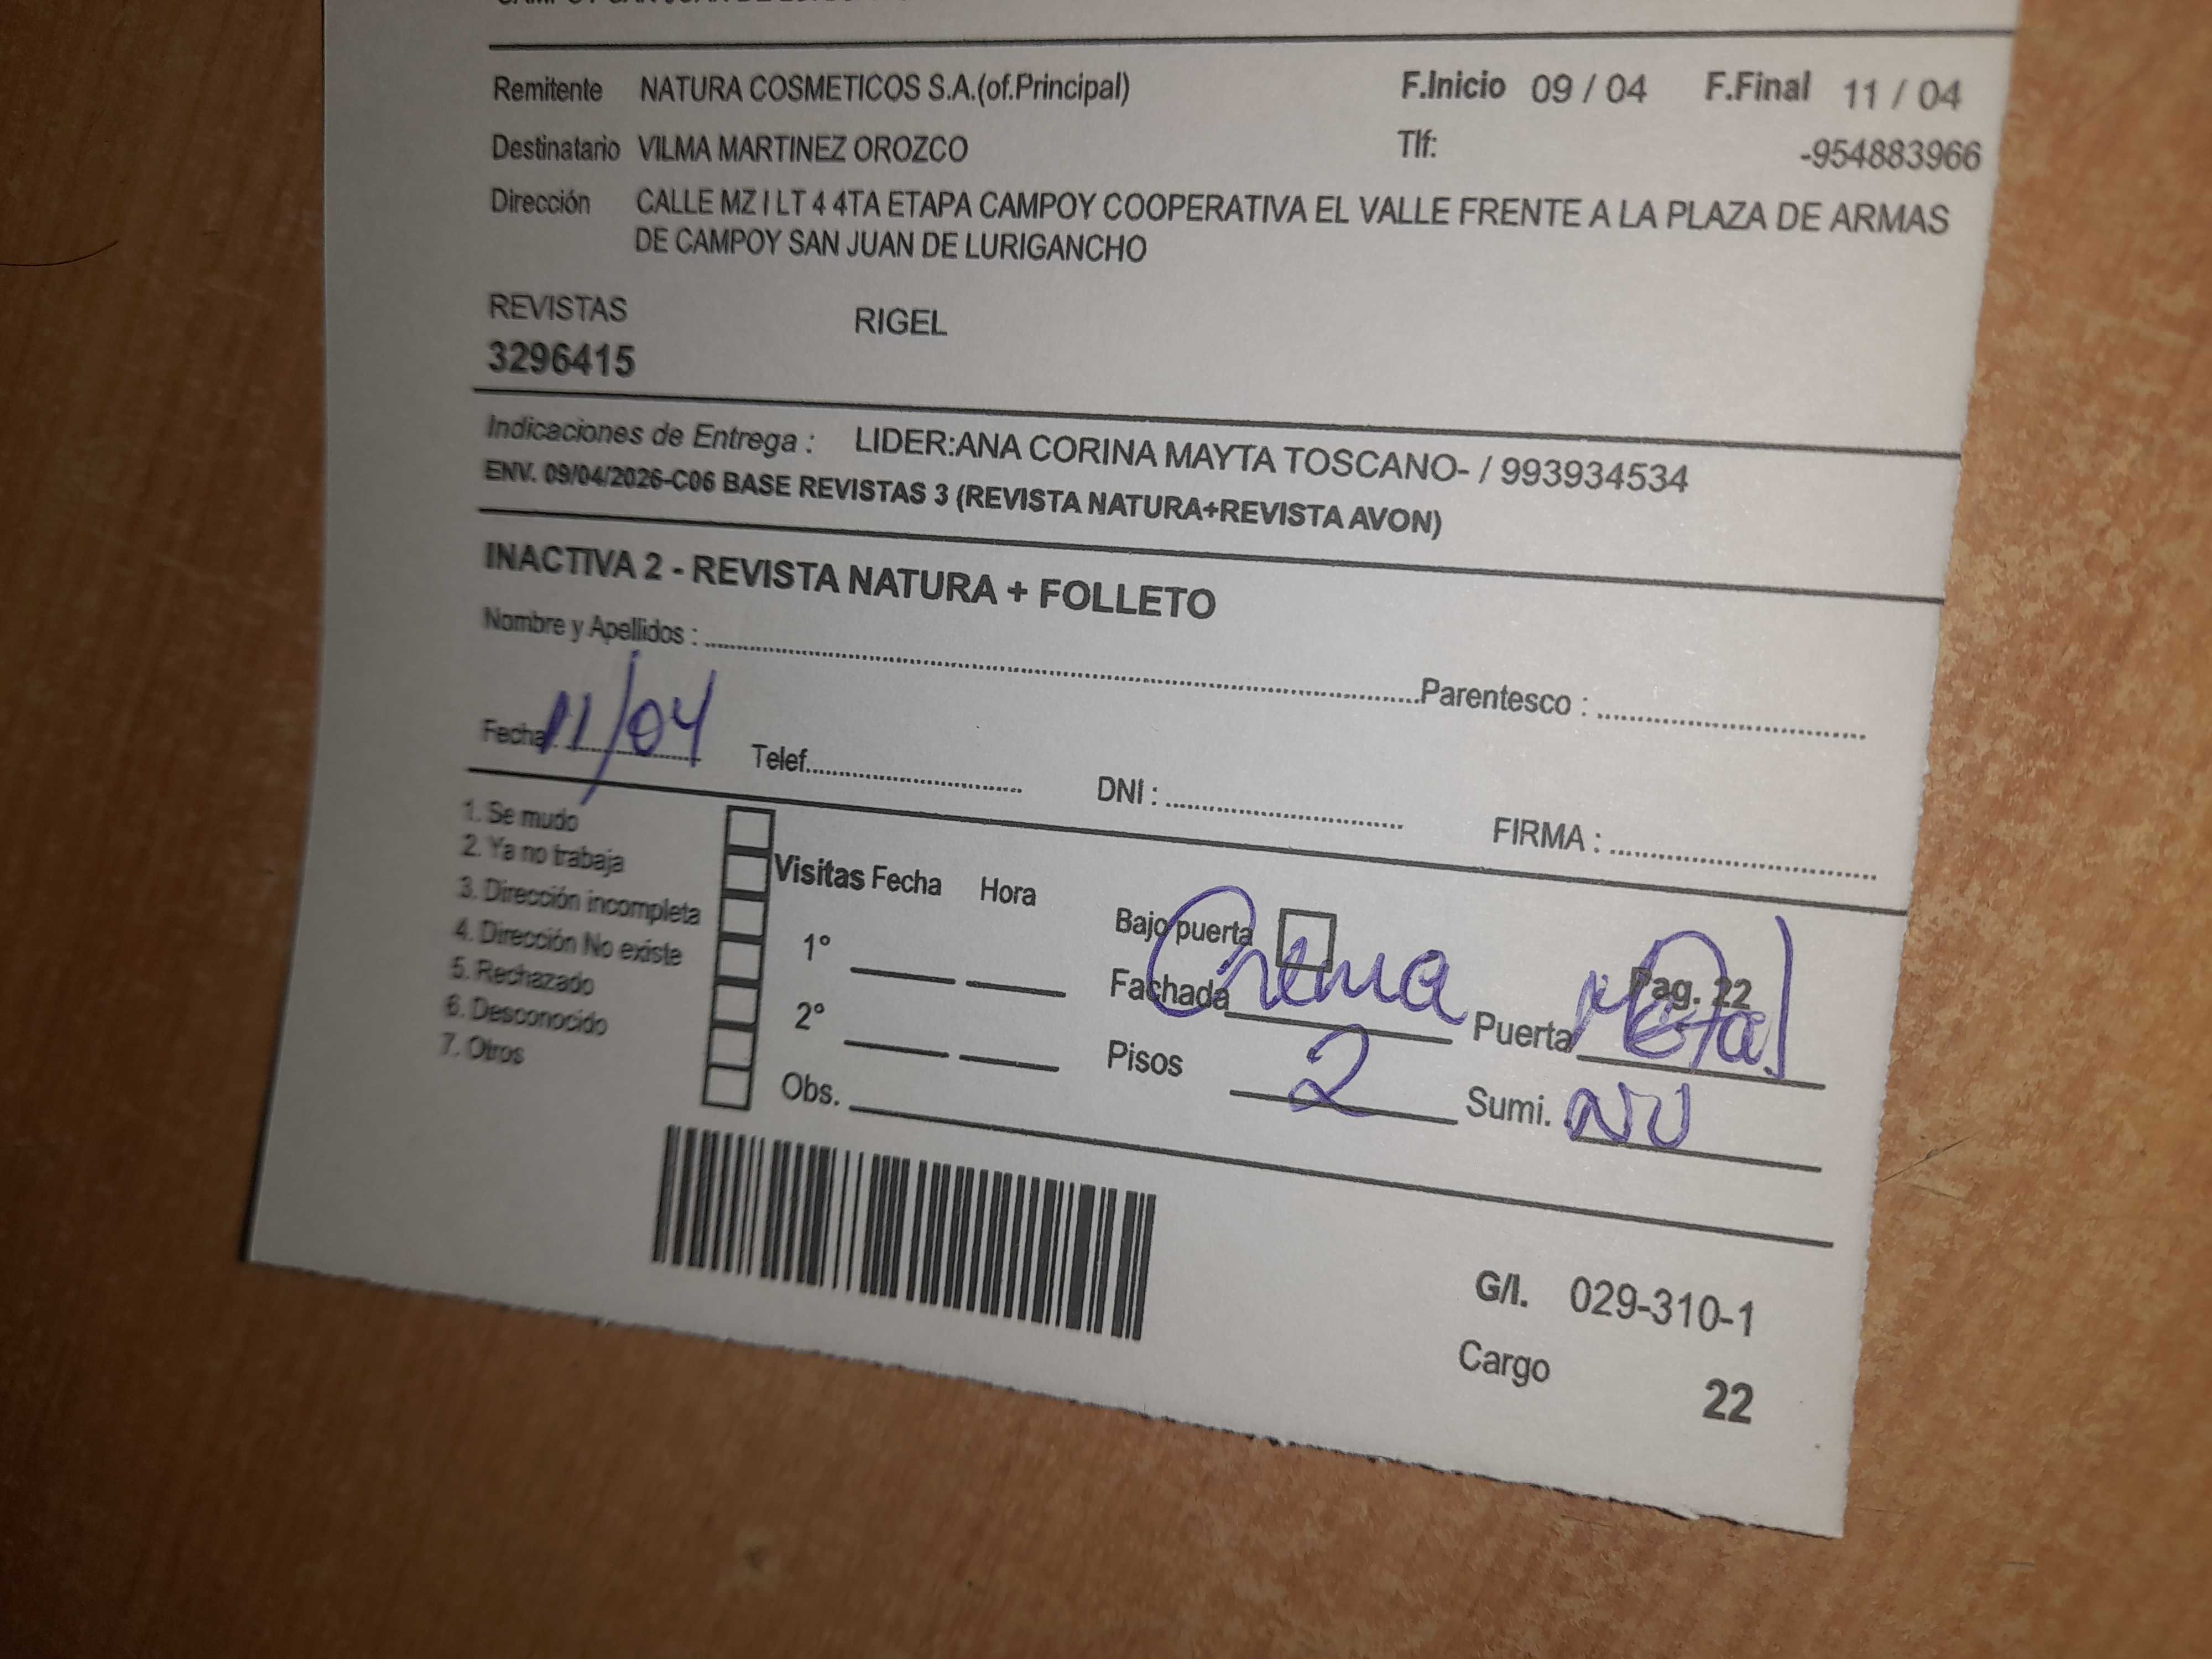 Remitente NATURA COSMETICOS S.A.(of.Principal) F.Inicio 09 / 04 F.Final 11 / 04
Destinatario VILMA MARTINEZ OROZCO Tlf: -954883966
Dirección CALLE MZ I LT 4 4TA ETAPA CAMPOY COOPERATIVA EL VALLE FRENTE A LA PLAZA DE ARMAS
DE CAMPOY SAN JUAN DE LURIGANCHO
REVISTAS RIGEL
3296415
Indicaciones de Entrega : LIDER:ANA CORINA MAYTA TOSCANO- / 993934534
ENV. 09/04/2026-C06 BASE REVISTAS 3 (REVISTA NATURA+REVISTA AVON)
INACTIVA 2 - REVISTA NATURA + FOLLETO
Nombre y Apellidos : Parentesco :
Fecha 11/04 Telef. DNI : FIRMA :
1. Se mudo
2. Ya no trabaja
3. Dirección incompleta
4. Dirección No existe
5. Rechazado
6. Desconocido
7. Otros
Visitas Fecha Hora
1°
2°
Obs.
Bajo puerta Pag. 22
Fachada Crema Puerta Metal
Pisos 2 Sumi. NO
G/I. 029-310-1
Cargo 22